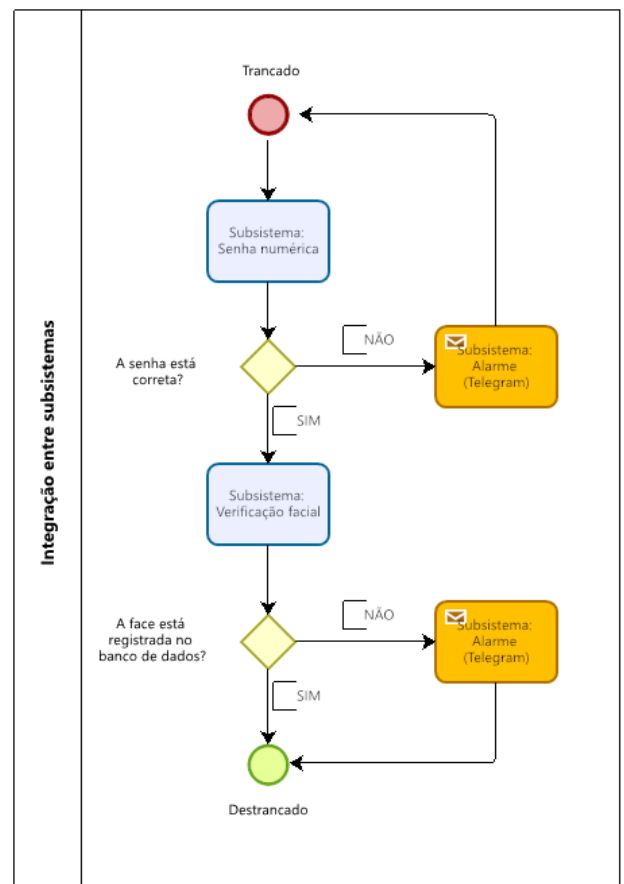 Integração entre subsistemas
Trancado
Subsistema:
Senha numérica
A senha está
correta?
NÃO
Subsistema:
Alarme
(Telegram)
SIM
Subsistema:
Verificação facial
A face está
registrada no
banco de dados?
NÃO
Subsistema:
Alarme
(Telegram)
SIM
Destrancado